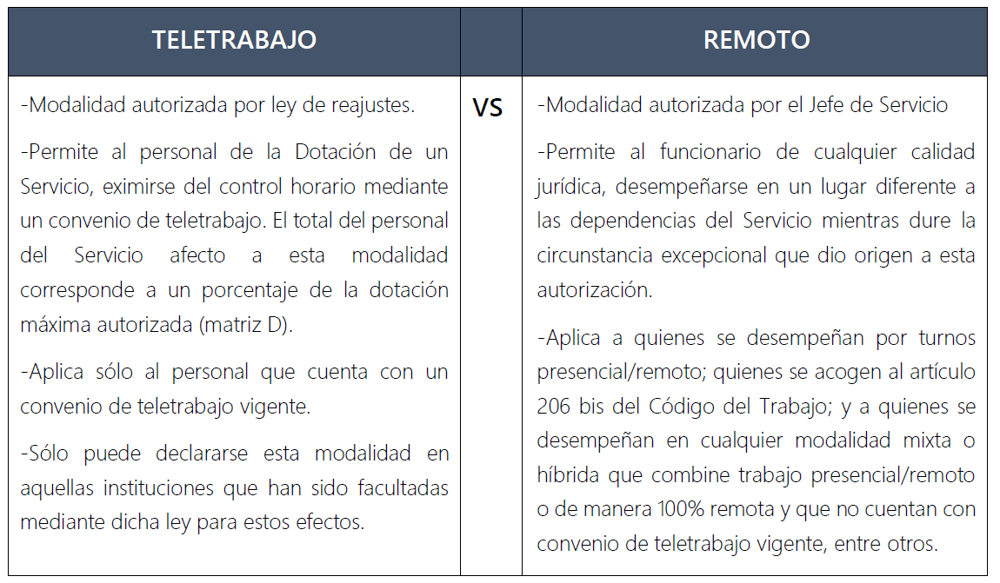 TELETRABAJO
-Modalidad autorizada por ley de reajustes.
-Permite al personal de la Dotación de un
Servicio, eximirse del control horario mediante
un convenio de teletrabajo. El total del personal
del Servicio afecto a esta modalidad
corresponde a un porcentaje de la dotación
máxima autorizada (matriz D).
-Aplica sólo al personal que cuenta con un
convenio de teletrabajo vigente.
-Sólo puede declararse esta modalidad en
aquellas instituciones que han sido facultadas
mediante dicha ley para estos efectos.
VS
REMOTO
-Modalidad autorizada por el Jefe de Servicio
-Permite al funcionario de cualquier calidad
jurídica, desempeñarse en un lugar diferente a
las dependencias del Servicio mientras dure la
circunstancia excepcional que dio origen a esta
autorización.
-Aplica a quienes se desempeñan por turnos
presencial/remoto; quienes se acogen al artículo
206 bis del Código del Trabajo; y a quienes se
desempeñan en cualquier modalidad mixta o
híbrida que combine trabajo presencial/remoto
o de manera 100% remota y que no cuentan con
convenio de teletrabajo vigente, entre otros.